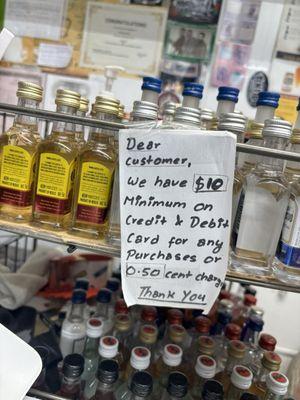 Dear
customer,
We have $10
Minimum on
Credit & Debit
Card for any
Purchases or
0.50 cent charg
Thank You